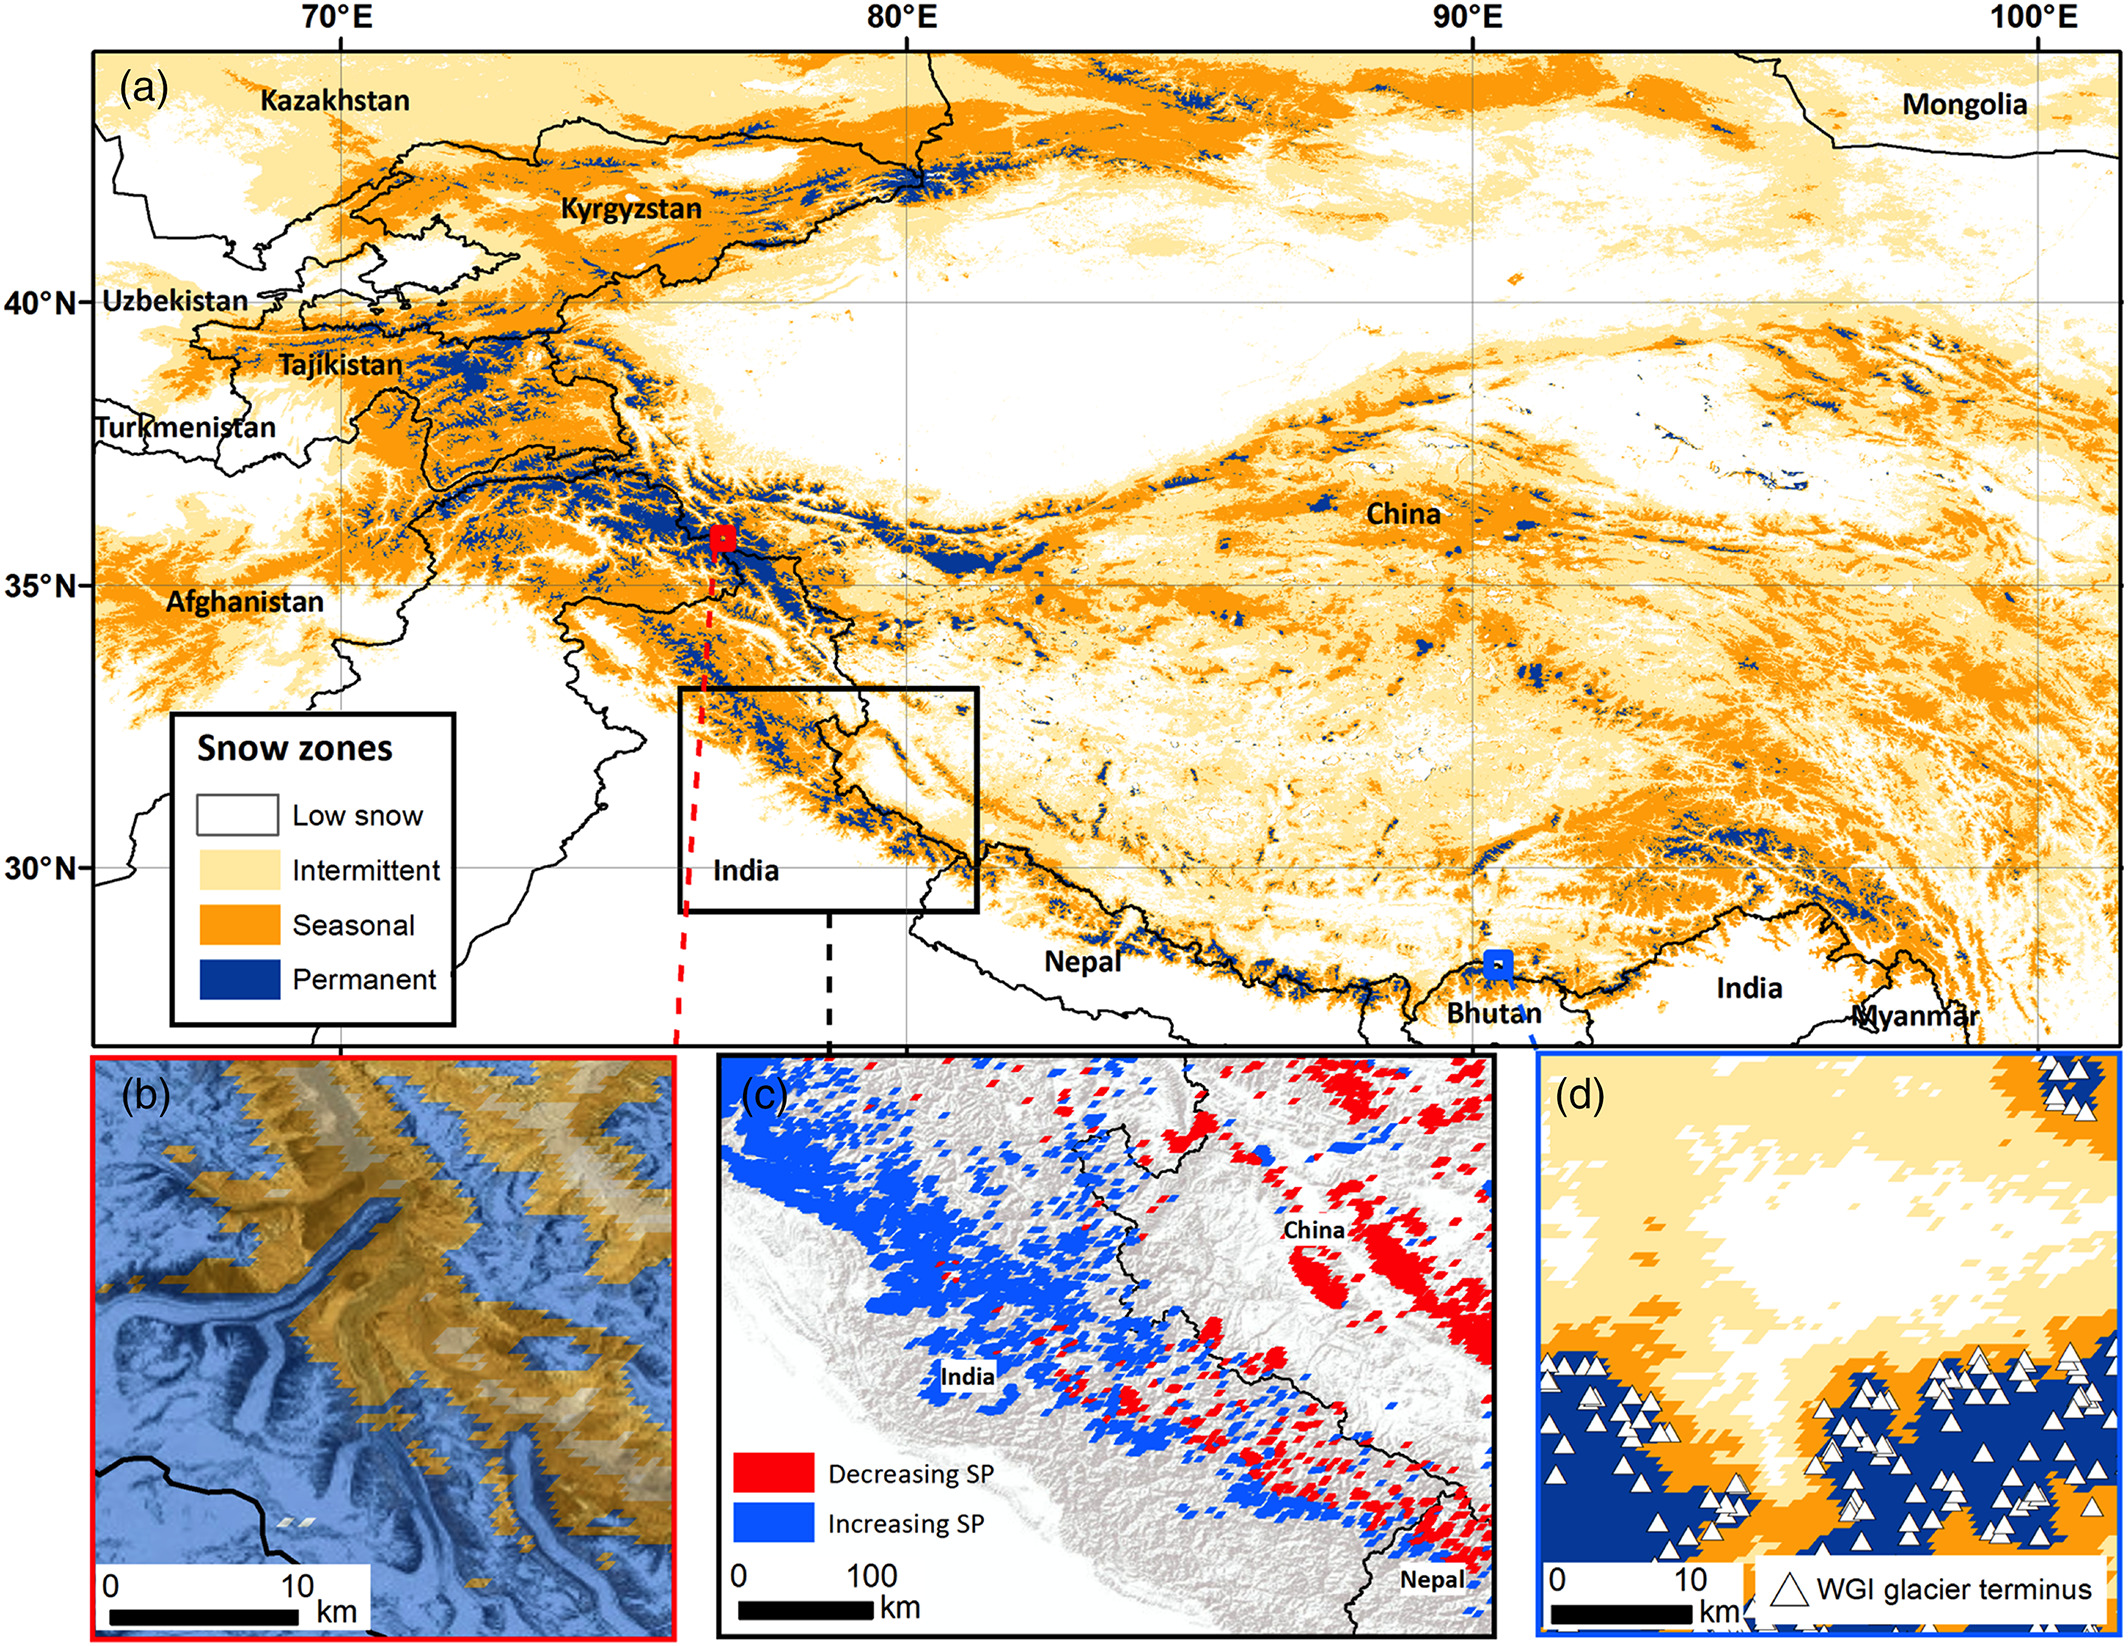 70°E 80°E 90°E 100°E
(a)
Kazakhstan
Mongolia
Kyrgyzstan
40°N
Uzbekistan
Tajikistan
Turkmenistan
China
35°N
Afghanistan
Snow zones
Low snow
Intermittent
Seasonal
Permanent
30°N
India
Nepal
India
Bhutan
Myanmar
(b)
0 10
km
(c)
China
India
Decreasing SP
Increasing SP
0 100
km
Nepal
(d)
0 10
km
WGI glacier terminus